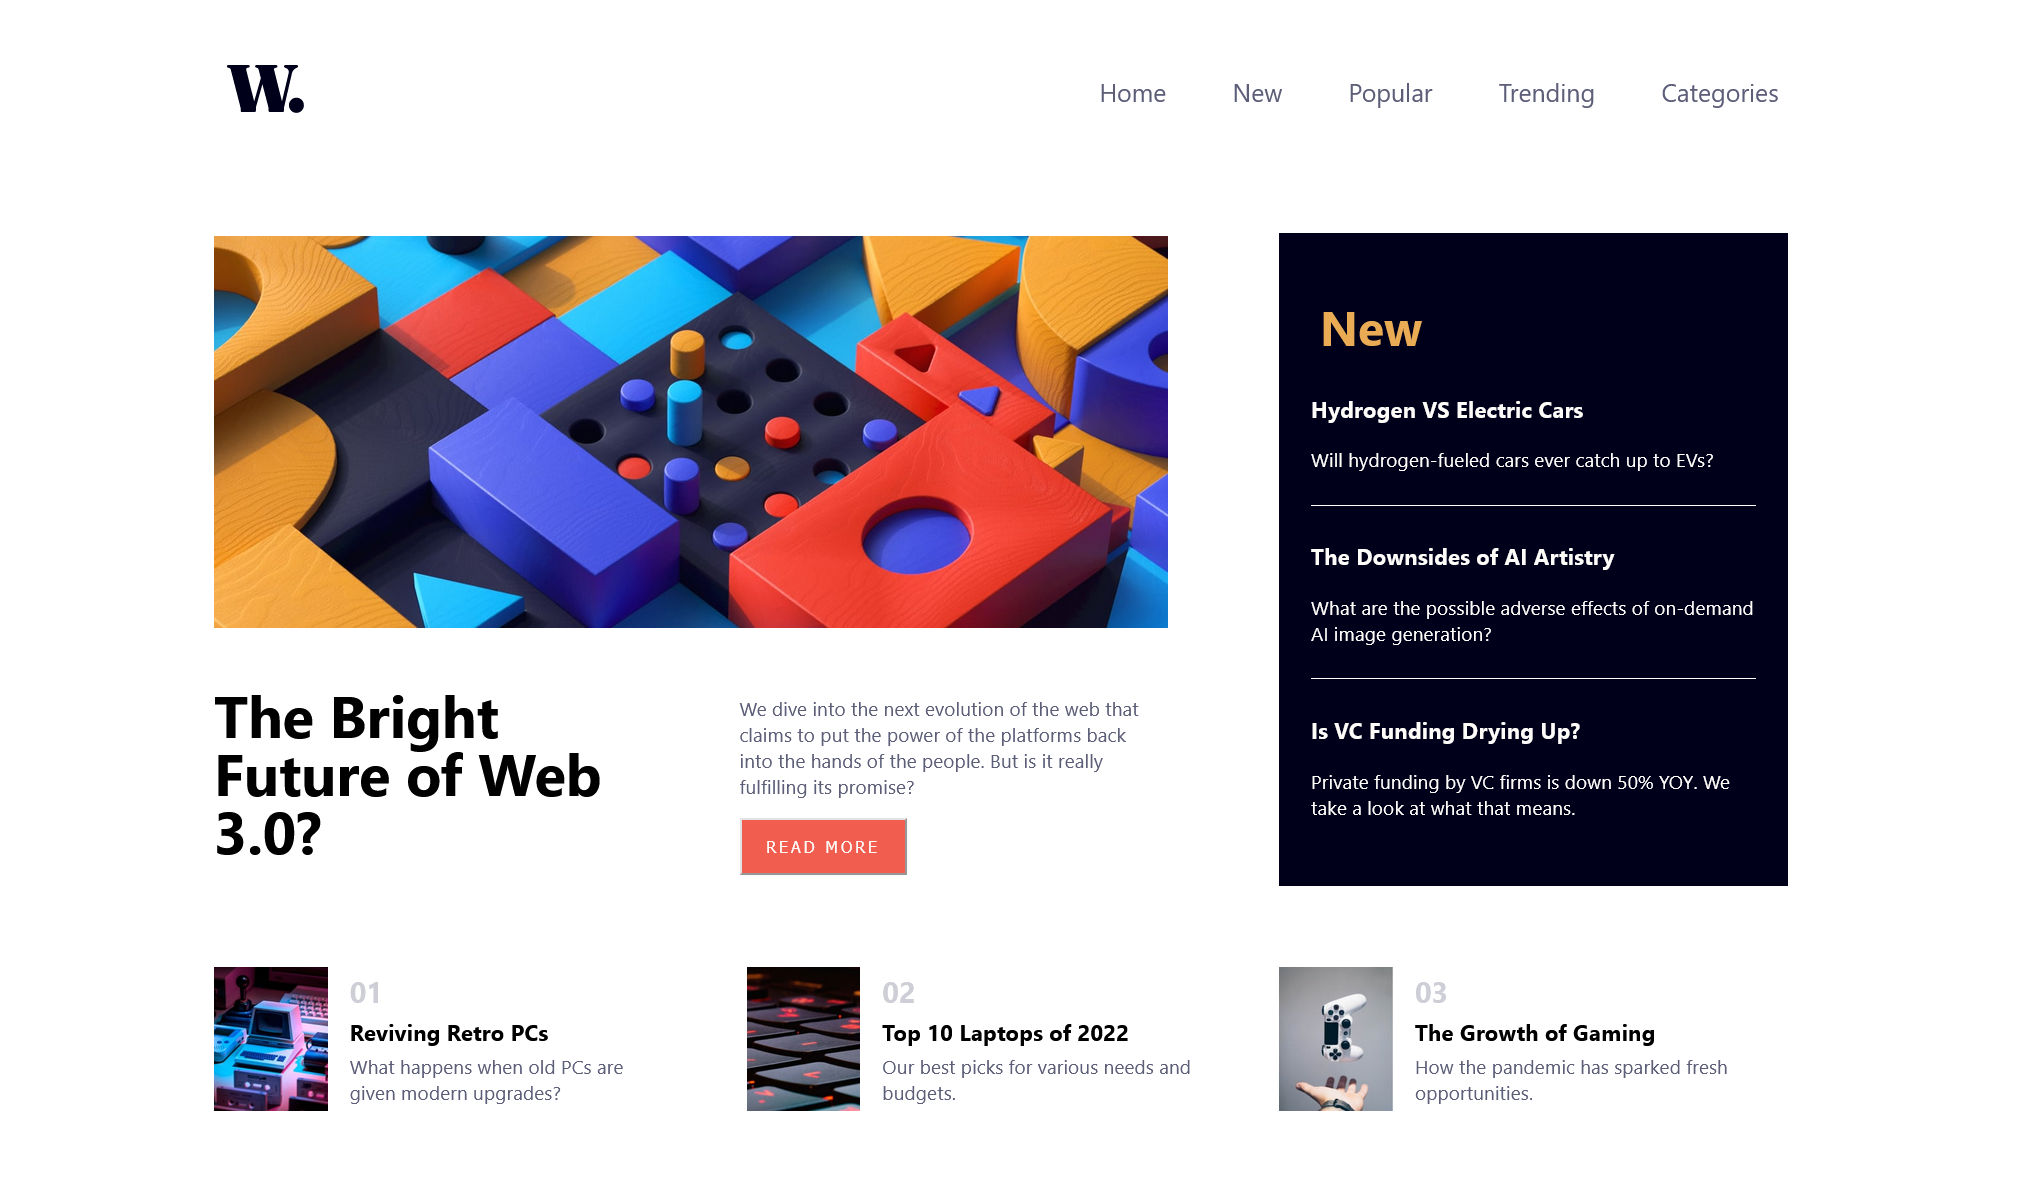 W.
Home
New
Popular
Trending
Categories
The Bright
Future of Web
3.0?
We dive into the next evolution of the web that
claims to put the power of the platforms back
into the hands of the people. But is it really
fulfilling its promise?
READ MORE
New
Hydrogen VS Electric Cars
Will hydrogen-fueled cars ever catch up to EVs?
The Downsides of AI Artistry
What are the possible adverse effects of on-demand
AI image generation?
Is VC Funding Drying Up?
Private funding by VC firms is down 50% YOY. We
take a look at what that means.
01
Reviving Retro PCs
What happens when old PCs are
given modern upgrades?
02
Top 10 Laptops of 2022
Our best picks for various needs and
budgets.
03
The Growth of Gaming
How the pandemic has sparked fresh
opportunities.